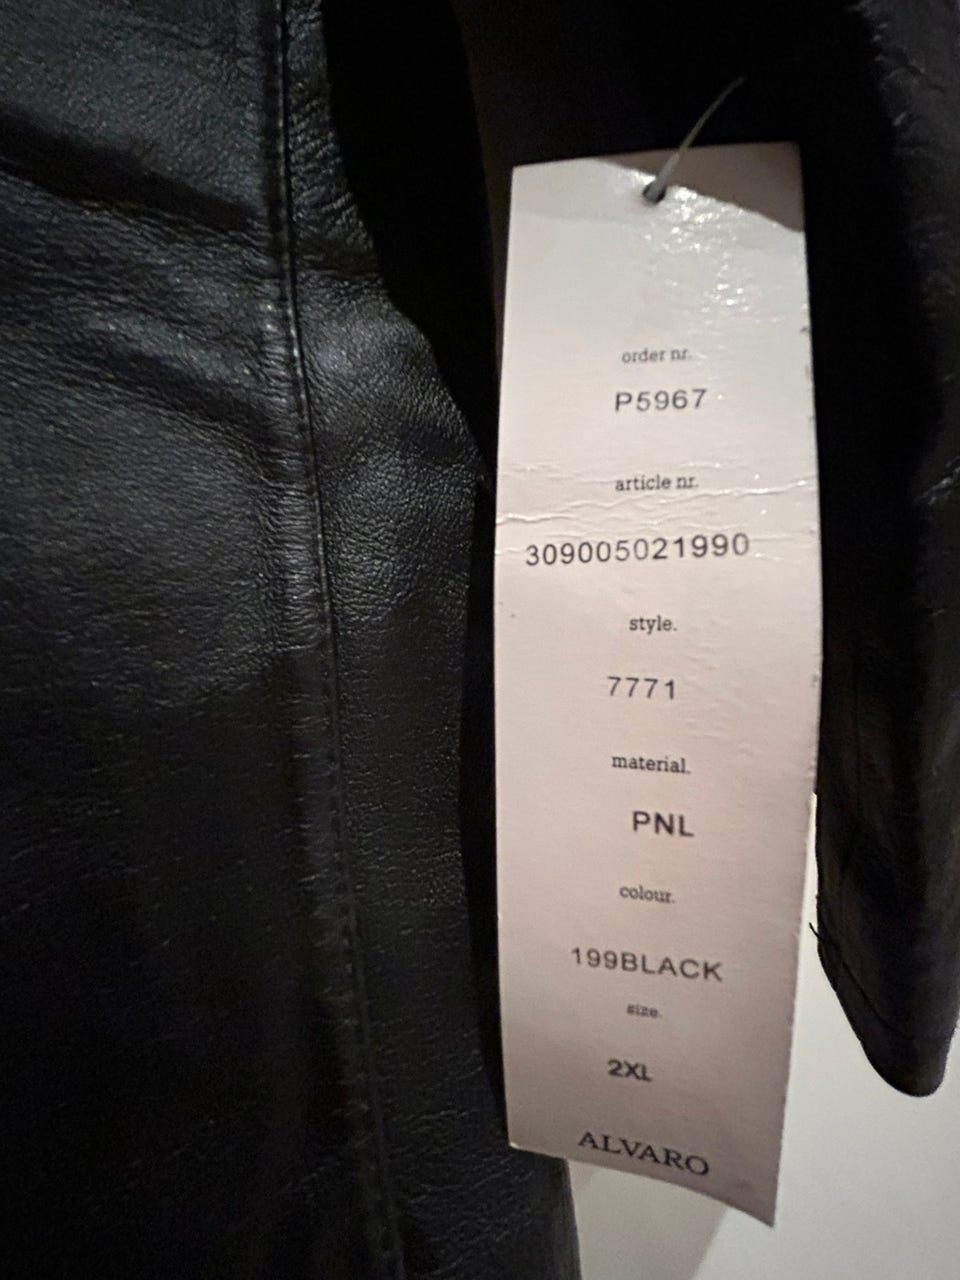 order nr.
P5967
article nr.
309005021990
style.
7771
material.
PNL
colour.
199BLACK
size.
2XL
ALVARO